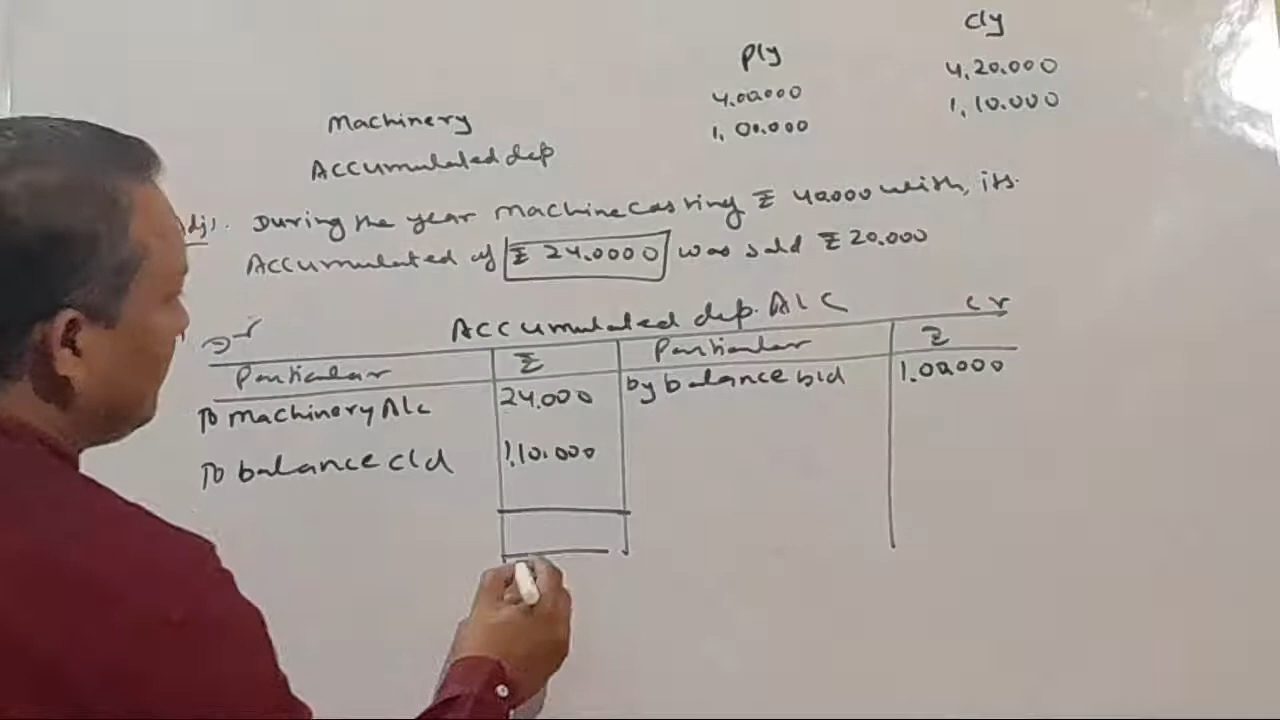 Ply Cly
Machinery 4,00,000 4,20,000
Accumulated dep 1,00,000 1,10,000
dj). During the year machine costing ₹ 40000 with, its
Accumulated of ₹ 24.0000 was sold ₹ 20.000
Dr Accumulated dep. A/C Cr
Particular ₹ Particular ₹
To machinery A/c 24,000 by balance b/d 1,00,000
To balance c/d 1,10,000